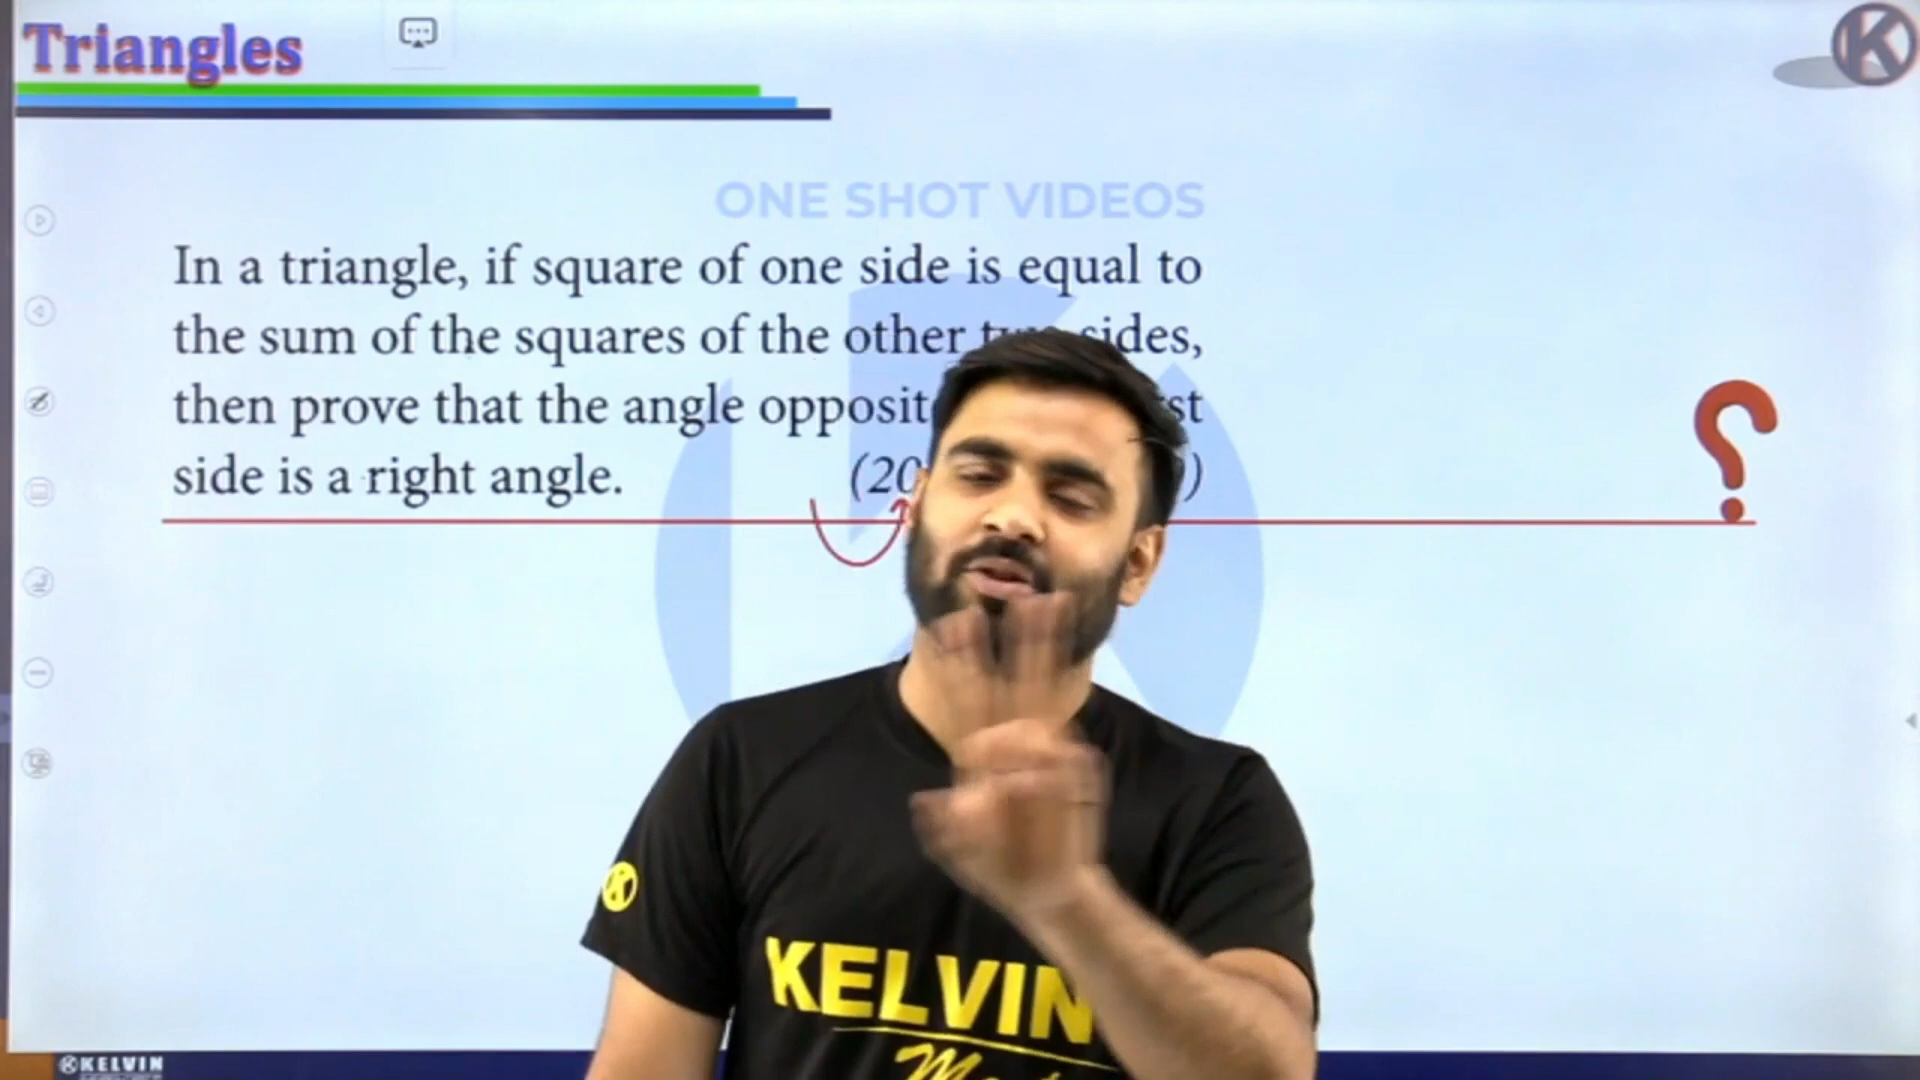 Triangles
ONE SHOT VIDEOS
In a triangle, if square of one side is equal to
the sum of the squares of the other sides,
then prove that the angle
side is a right angle.
KELVIN
KELVIN